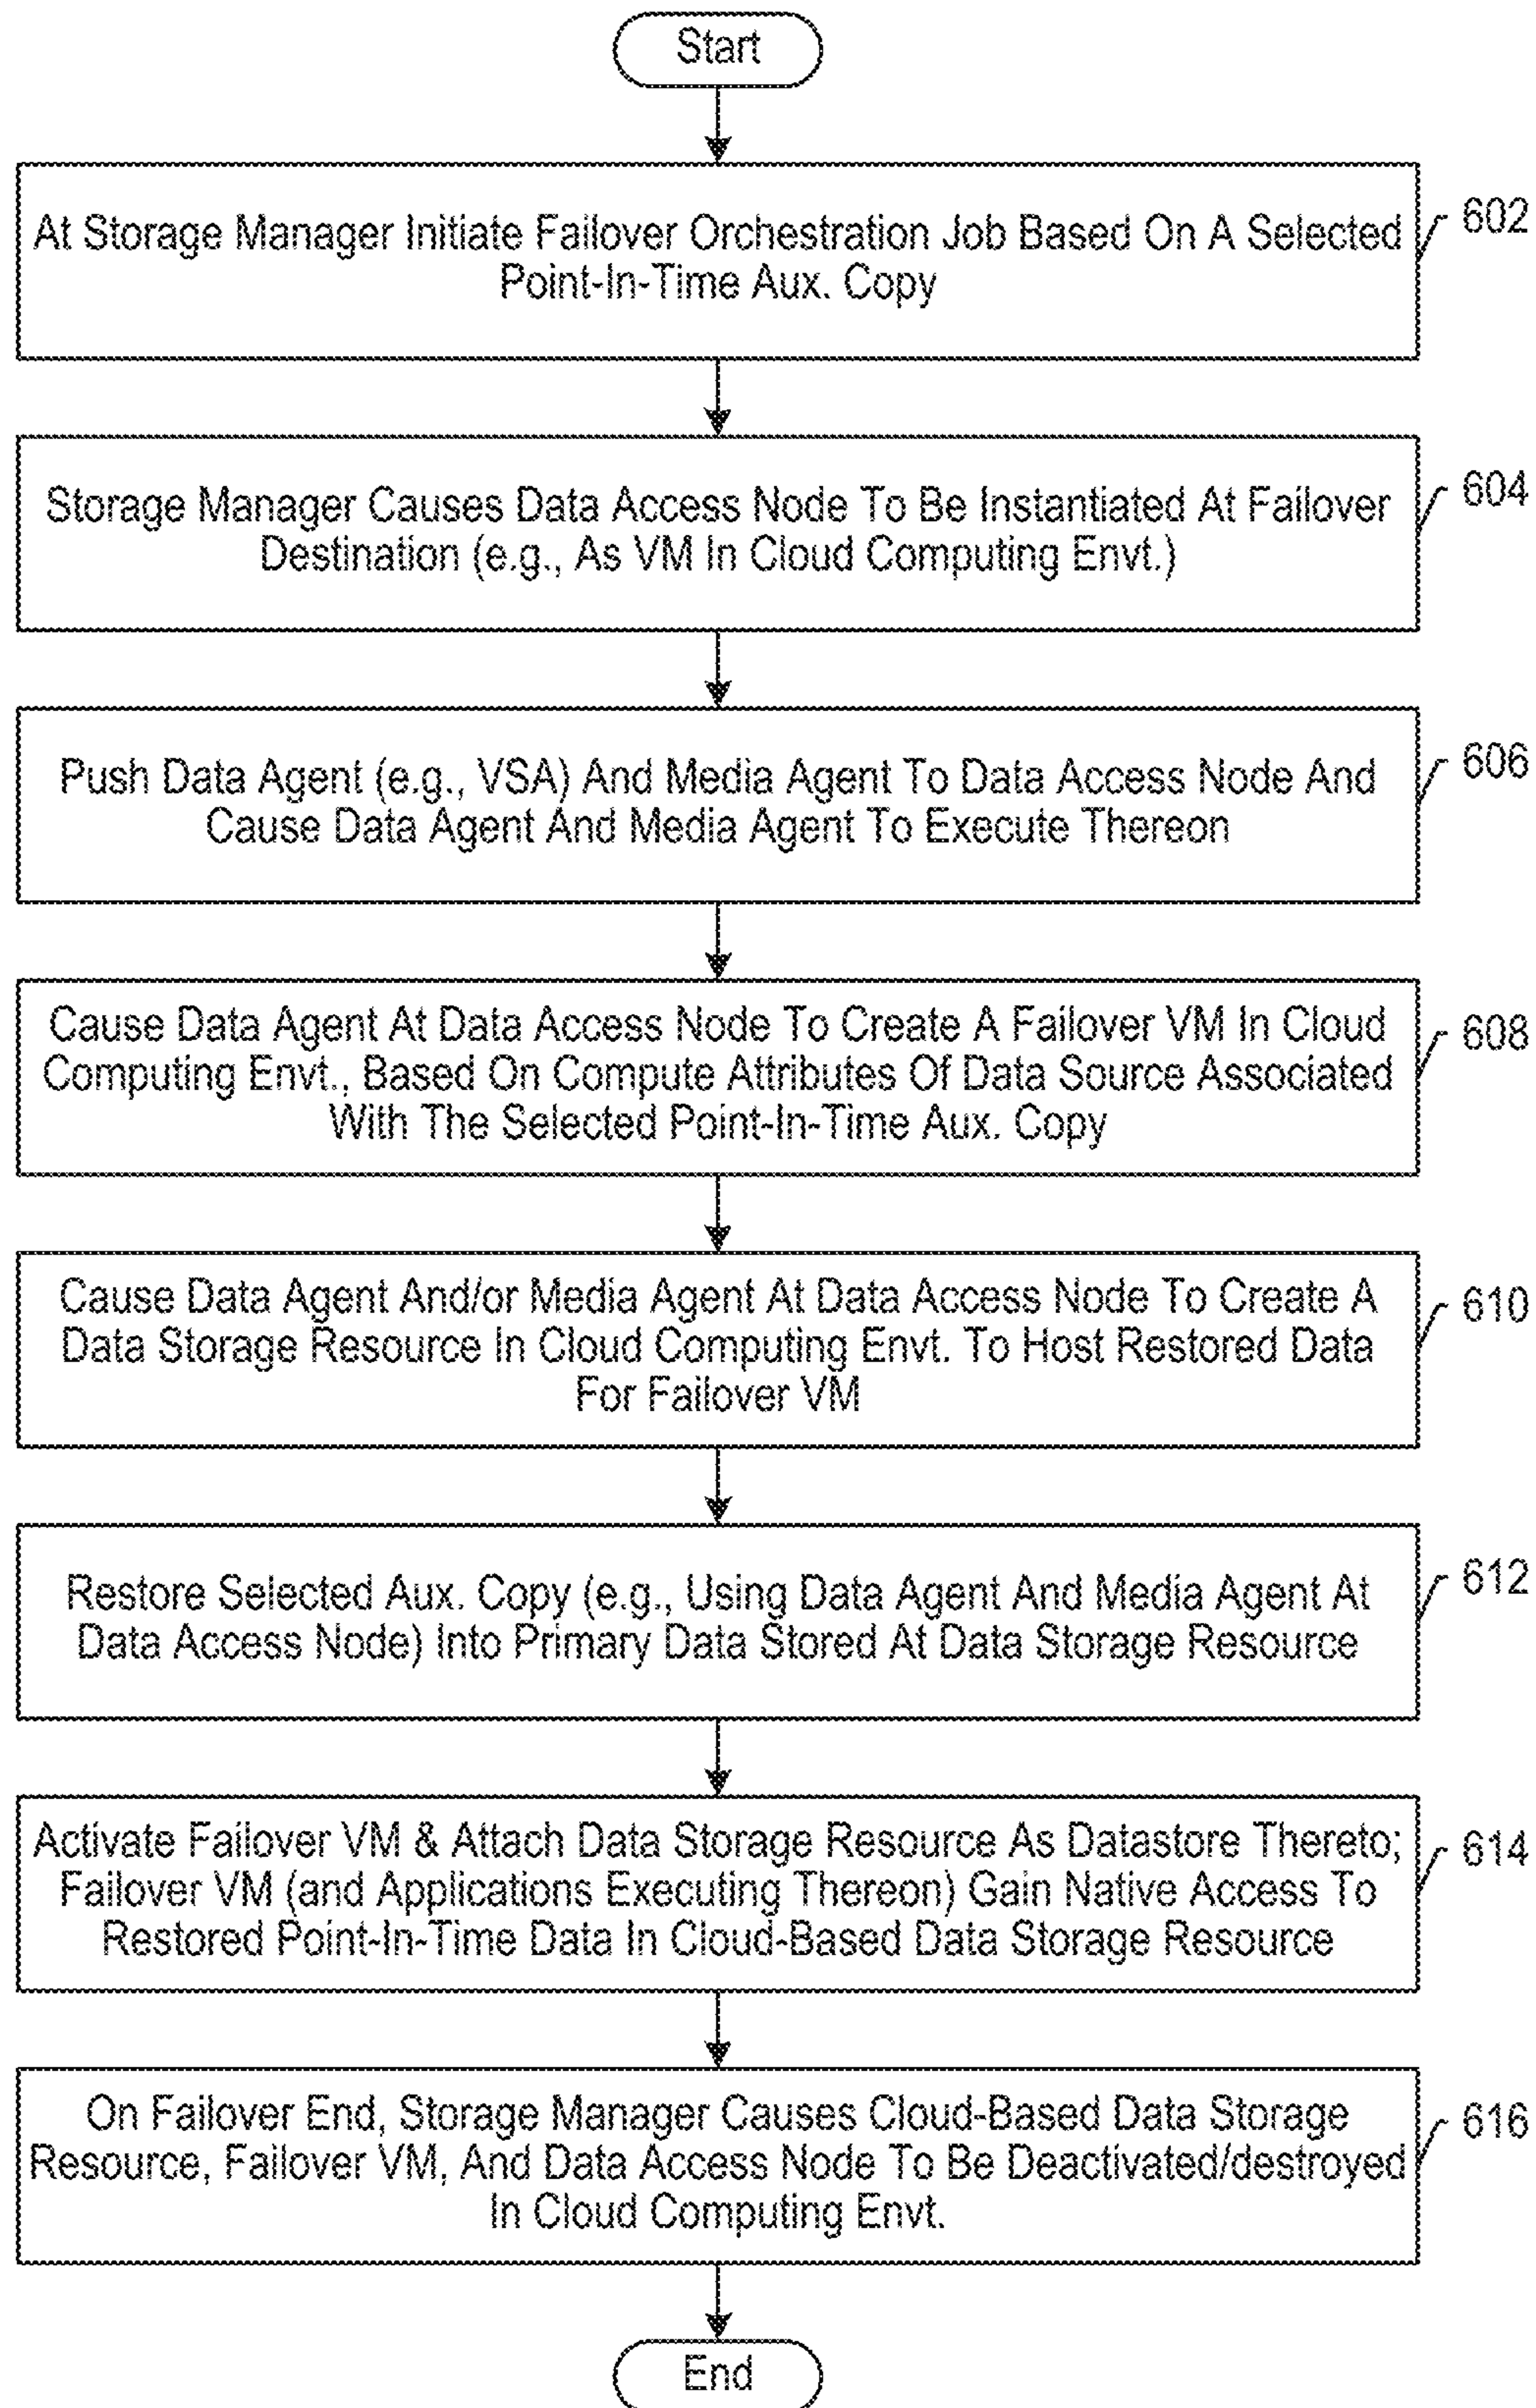 Start
At Storage Manager Initiate Failover Orchestration Job Based On A Selected
Point-In-Time Aux. Copy
602
Storage Manager Causes Data Access Node To Be Instantiated At Failover
Destination (e.g., As VM In Cloud Computing Envt.)
604
Push Data Agent (e.g., VSA) And Media Agent To Data Access Node And
Cause Data Agent And Media Agent To Execute Thereon
606
Cause Data Agent At Data Access Node To Create A Failover VM In Cloud
Computing Envt., Based On Compute Attributes Of Data Source Associated
With The Selected Point-In-Time Aux. Copy
608
Cause Data Agent And/or Media Agent At Data Access Node To Create A
Data Storage Resource In Cloud Computing Envt. To Host Restored Data
For Failover VM
610
Restore Selected Aux. Copy (e.g., Using Data Agent And Media Agent At
Data Access Node) Into Primary Data Stored At Data Storage Resource
612
Activate Failover VM & Attach Data Storage Resource As Datastore Thereto;
Failover VM (and Applications Executing Thereon) Gain Native Access To
Restored Point-In-Time Data In Cloud-Based Data Storage Resource
614
On Failover End, Storage Manager Causes Cloud-Based Data Storage
Resource, Failover VM, And Data Access Node To Be Deactivated/destroyed
In Cloud Computing Envt.
616
End